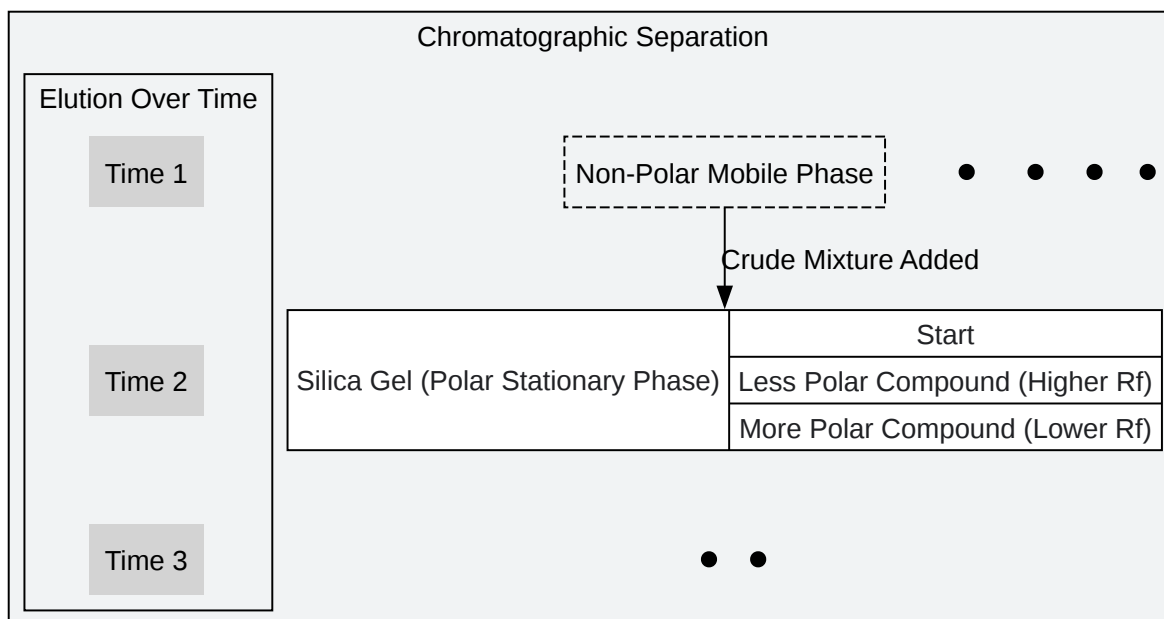 Chromatographic Separation
Elution Over Time
Time 1
Non-Polar Mobile Phase
Crude Mixture Added
Start
Time 2
Silica Gel (Polar Stationary Phase)
Less Polar Compound (Higher Rf)
More Polar Compound (Lower Rf)
Time 3